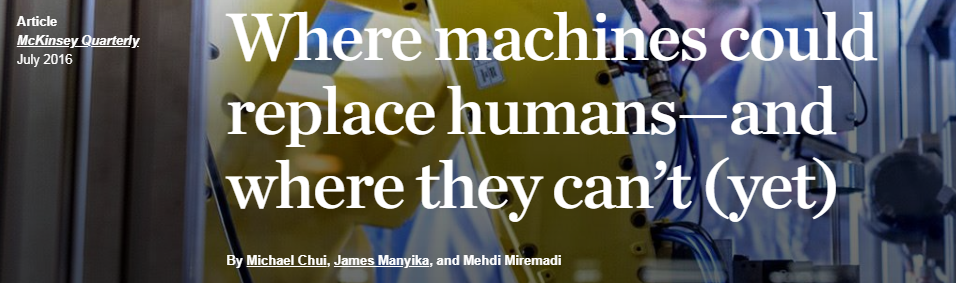 Article
McKinsey Quarterly
July 2016
Where machines could
replace humans—and
where they can’t (yet)
By Michael Chui, James Manyika, and Mehdi Miremadi